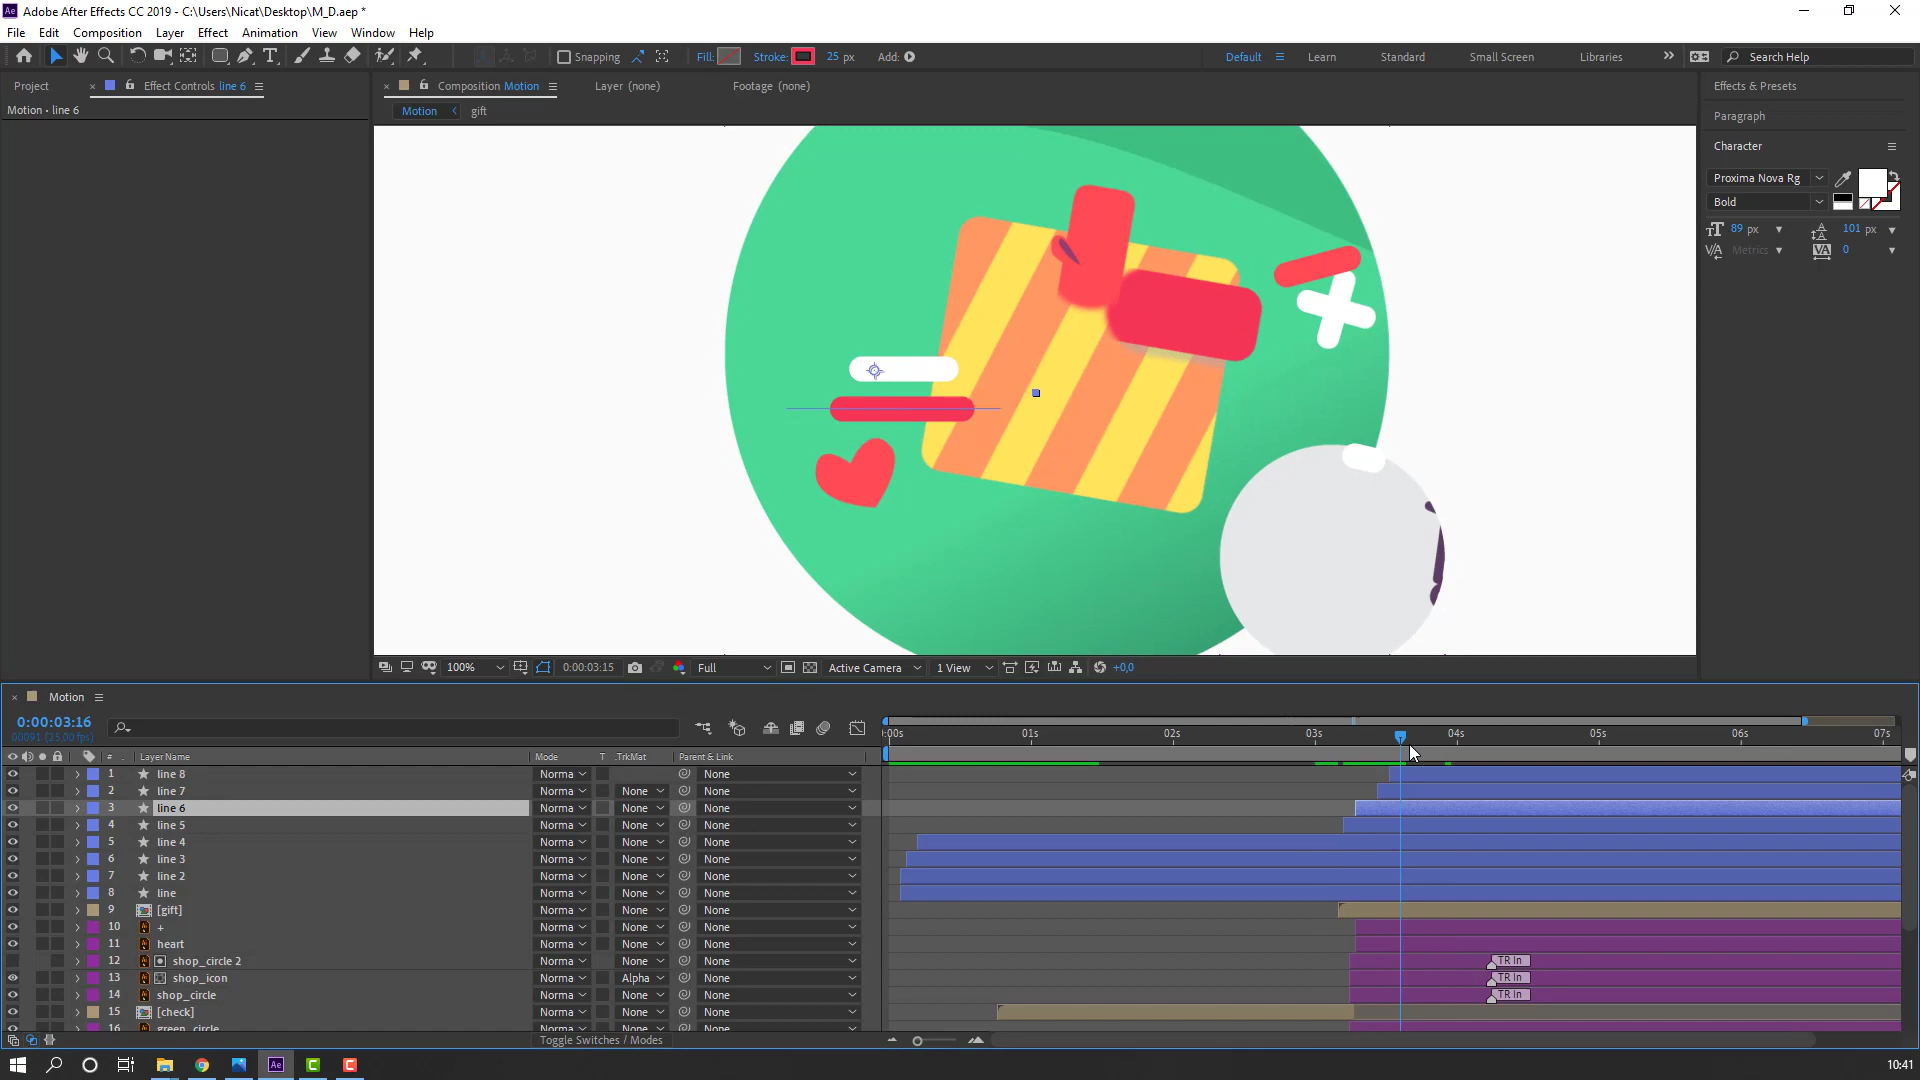 Adobe After Effects CC 2019 - C:\Users\Nicat\Desktop\M_D.aep *
File Edit Composition Layer Effect Animation View Window Help
Snapping Fill: Stroke: 25 px Add: Default Learn Standard Small Screen Libraries Search Help
Project Effect Controls line 6 Composition Motion Layer (none) Footage (none) Effects & Presets
Motion • line 6 Motion gift
Paragraph
Character
Proxima Nova Rg
Bold
89 px 101 px
Metrics 0
100% 0:00:03:15 Full Active Camera 1 View +0,0
Motion
0:00:03:16
00091 (25.00 fps)
:00s 01s 02s 03s 04s 05s 06s 07s
# Layer Name Mode T .TrkMat Parent & Link
1 line 8 Norma None
2 line 7 Norma None None
3 line 6 Norma None None
4 line 5 Norma None None
5 line 4 Norma None None
6 line 3 Norma None None
7 line 2 Norma None None
8 line Norma None None
9 [gift] Norma None None
10 + Norma None None
11 heart Norma None None
12 shop_circle 2 Norma None None TR In
13 shop_icon Norma Alpha None TR In
14 shop_circle Norma None None TR In
15 [check] Norma None None
16 green_circle Norma None None
Toggle Switches / Modes
10:41